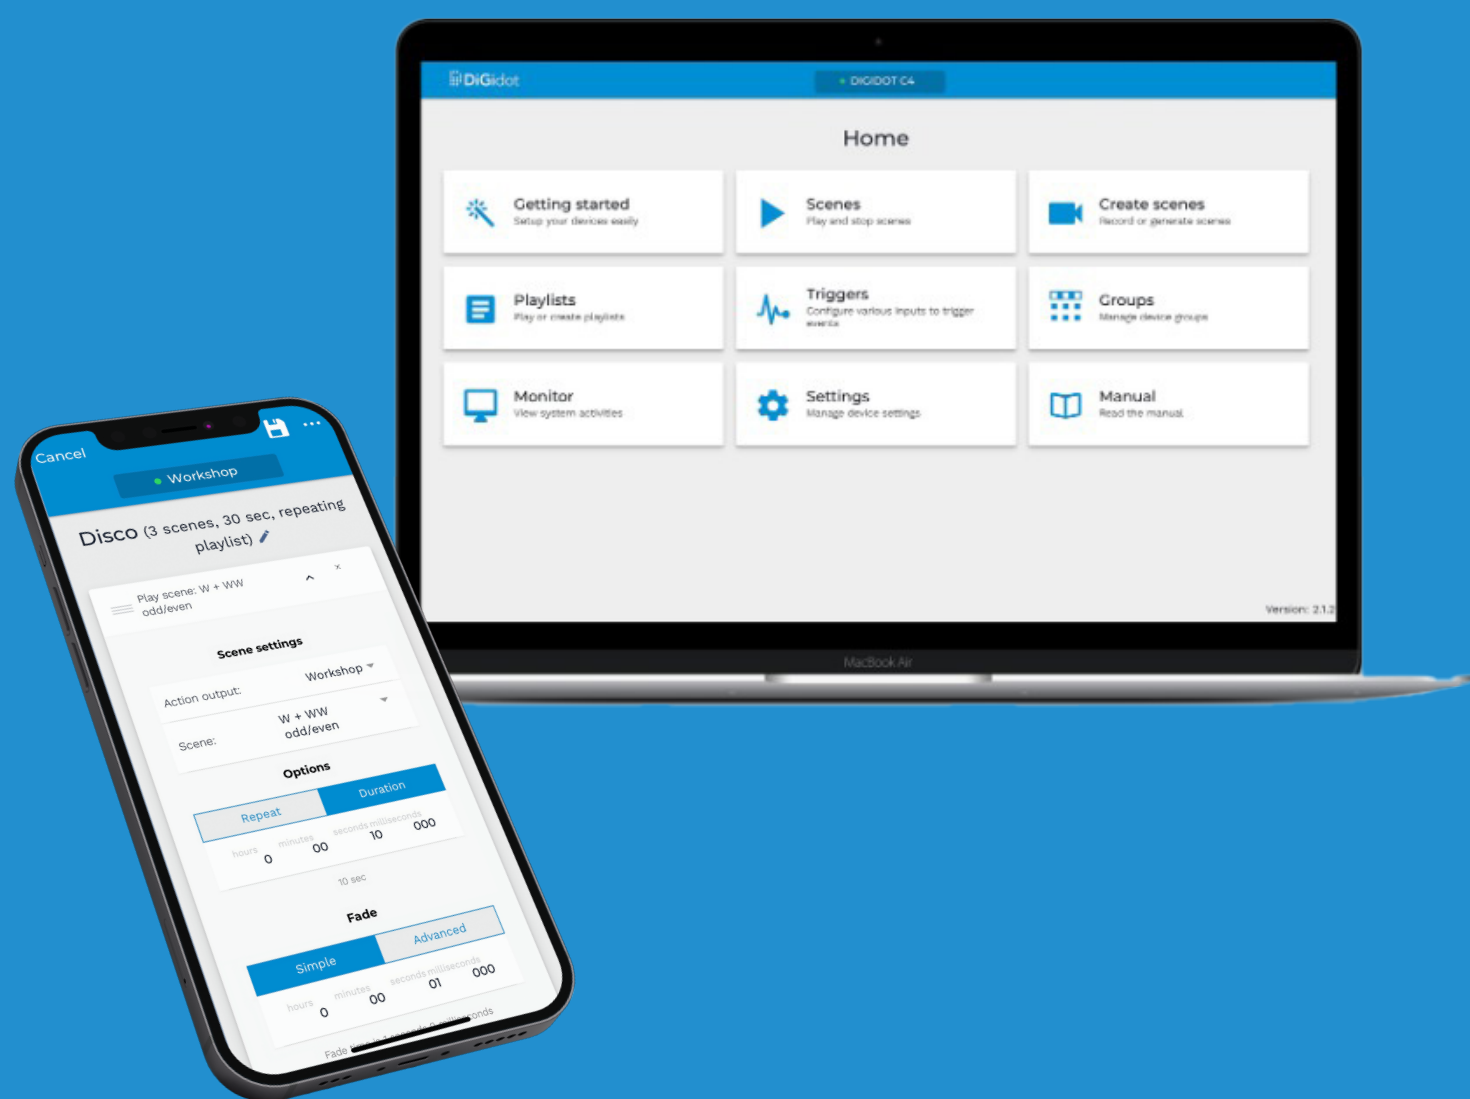 DiGidot
DIGIDOT C4
Home
Getting started
Setup your devices easily
Scenes
Play and stop scenes
Create scenes
Record or generate scenes
Playlists
Play or create playlists
Triggers
Configure various inputs to trigger
events
Groups
Manage device groups
Monitor
View system activities
Settings
Manage device settings
Manual
Read the manual
Version: 2.1.2
MacBook Air
Cancel
Workshop
Disco (3 scenes, 30 sec, repeating
playlist)
Play scene: W + WW
odd/even
x
Scene settings
Action output: Workshop
Scene: W + WW
odd/even
Options
Repeat Duration
hours minutes seconds milliseconds
0 00 10 000
10 sec
Fade
Simple Advanced
hours minutes seconds milliseconds
0 00 01 000
Fade